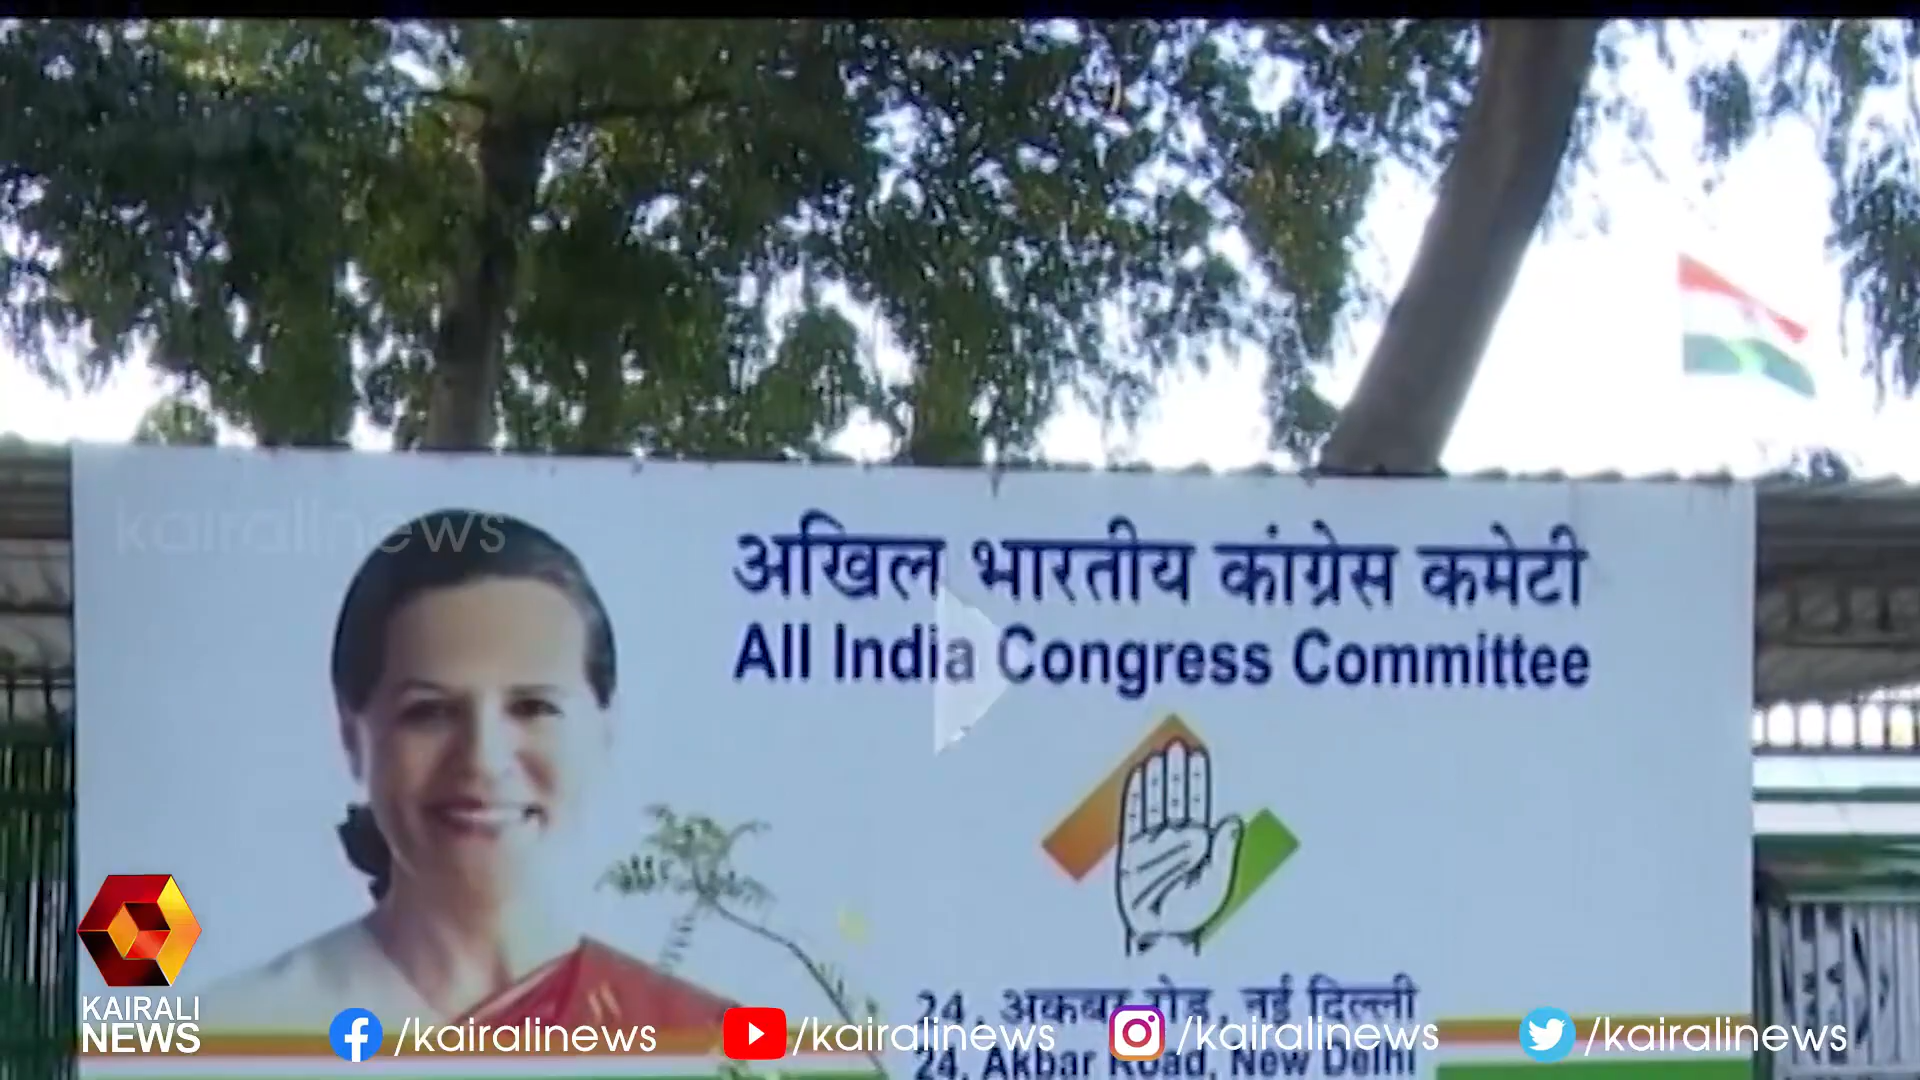 kairalinews
अखिल भारतीय कांग्रेस कमेटी
All India Congress Committee
24, अकबर रोड, नई दिल्ली
24, Akbar Road, New Delhi
KAIRALI
NEWS
/kairalinews
/kairalinews
/kairalinews
/kairalinews